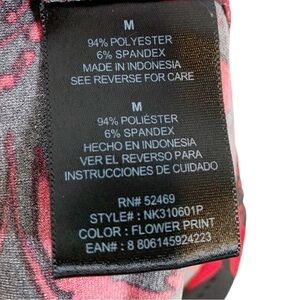 M
94% POLYESTER
6% SPANDEX
MADE IN INDONESIA
SEE REVERSE FOR CARE
M
94% POLIÉSTER
6% SPANDEX
HECHO EN INDONESIA
VER EL REVERSO PARA
INSTRUCCIONES DE CUIDADO
RN# 52469
STYLE# : NK310601P
COLOR : FLOWER PRINT
EAN# : 8 806145924223